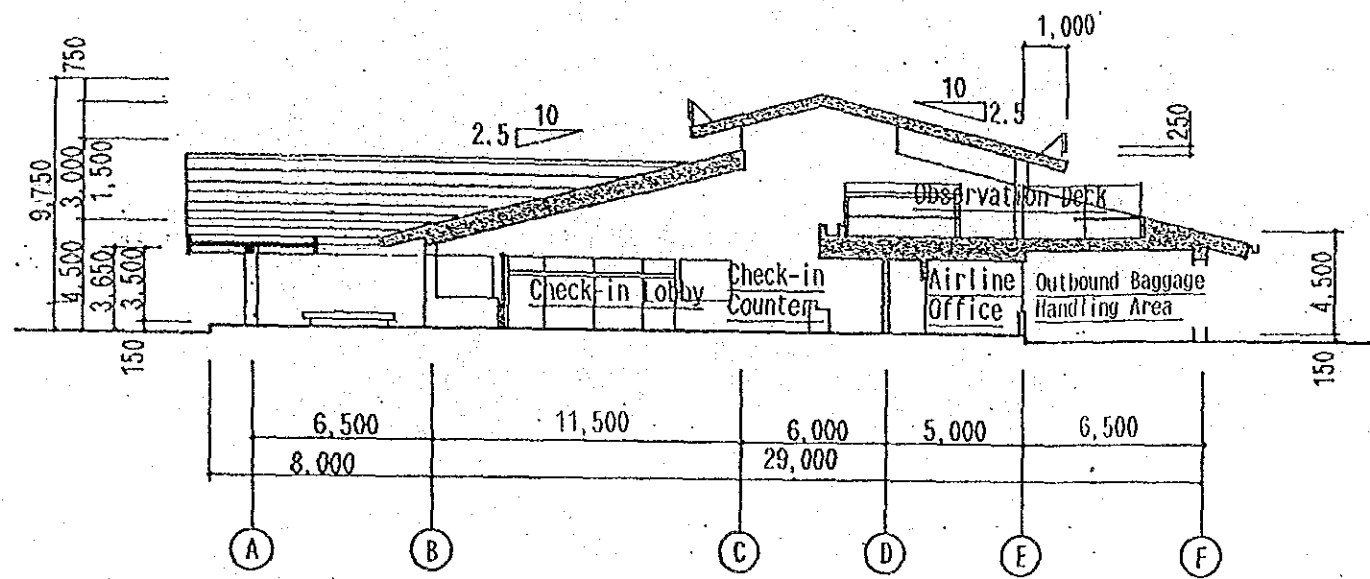 1,000
750
10
2.5
10
2.5
250
9,750
3,000
1,500
4,500
3,650
3,500
150
Observation Deck
Check-in Lobby
Check-in
Counter
Airline
Office
Outbound Baggage
Handling Area
4,500
150
6,500
11,500
6,000
5,000
6,500
8,000
29,000
A
B
C
D
E
F